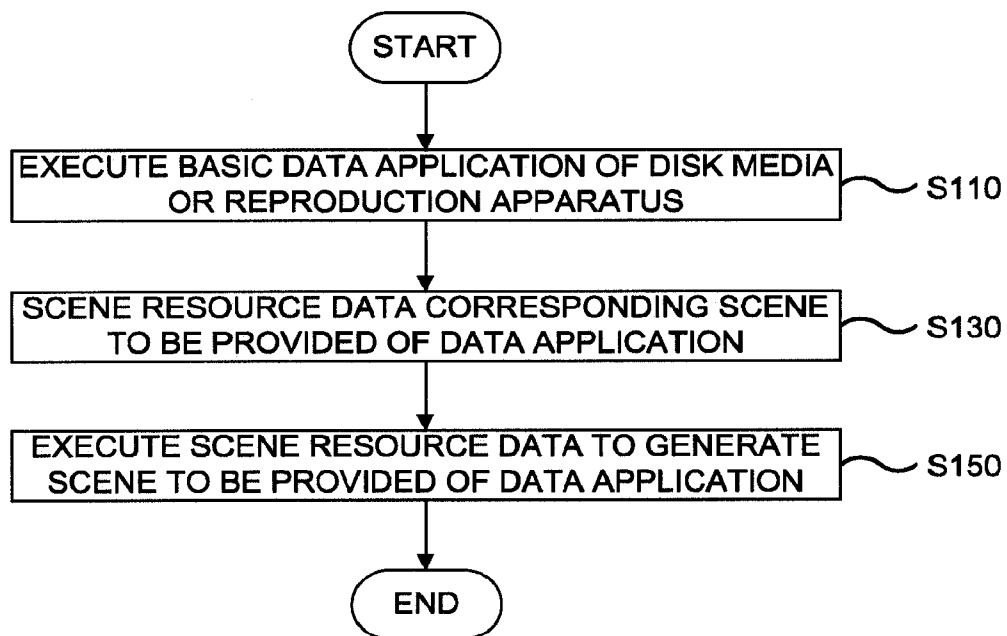 START
EXECUTE BASIC DATA APPLICATION OF DISK MEDIA
OR REPRODUCTION APPARATUS
S110
SCENE RESOURCE DATA CORRESPONDING SCENE
TO BE PROVIDED OF DATA APPLICATION
S130
EXECUTE SCENE RESOURCE DATA TO GENERATE
SCENE TO BE PROVIDED OF DATA APPLICATION
S150
END